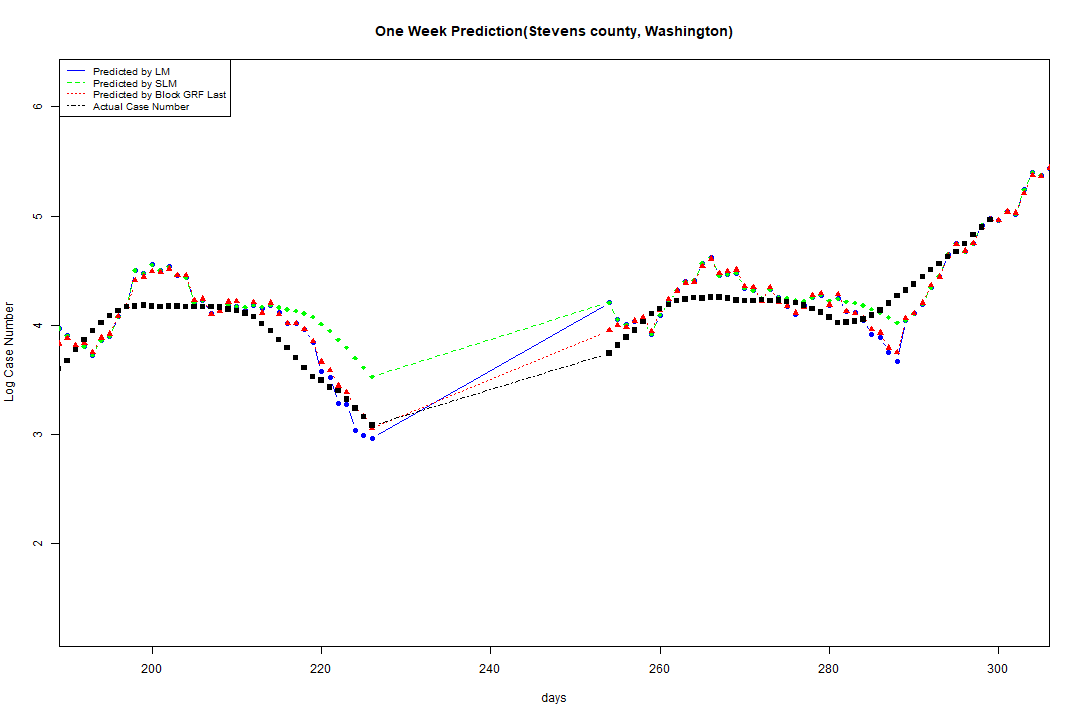 One Week Prediction(Stevens county, Washington)
Predicted by LM
Predicted by SLM
Predicted by Block GRF Last
Actual Case Number
6
5
4
3
2
Log Case Number
200 220 240 260 280 300
days